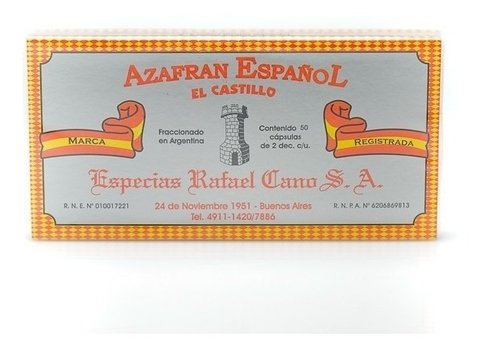 AZAFRAN ESPAÑOL
EL CASTILLO
MARCA
Fraccionado
en Argentina
Contenido 50
cápsulas
de 2 dec. c/u.
REGISTRADA
Especias Rafael Cano S. A.
R. N. E. Nº 010017221
24 de Noviembre 1951 - Buenos Aires
Tel. 4911-1420/7886
R. N. P. A. Nº 6206869813